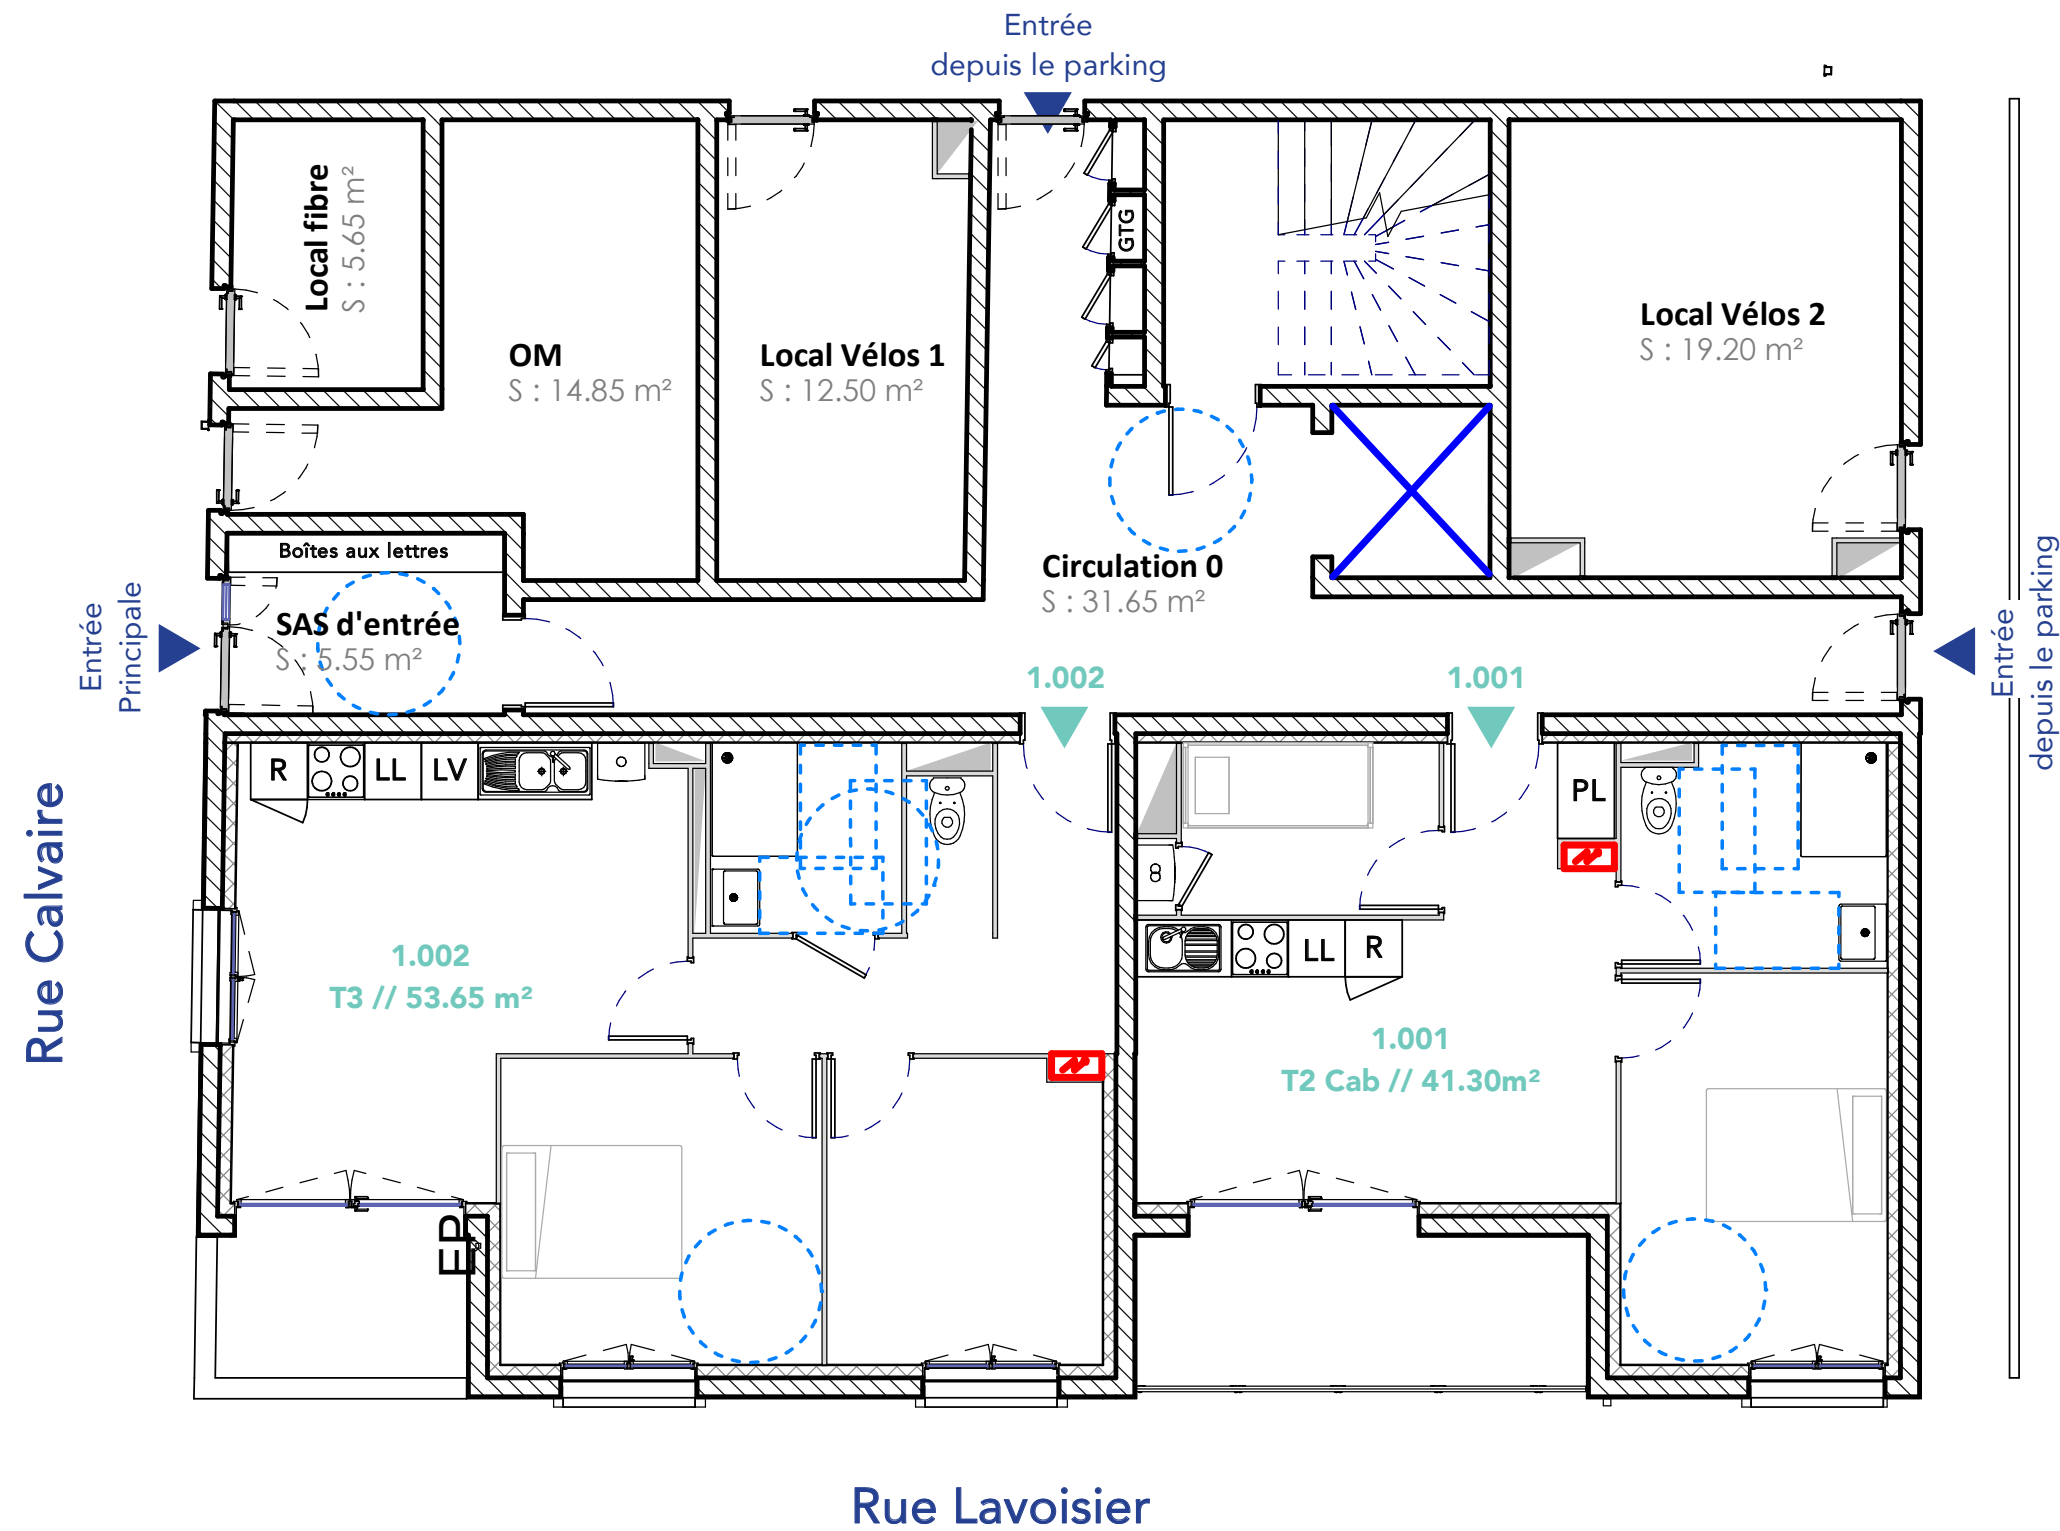 Entrée
depuis le parking
Local fibre
S : 5.65 m²
OM
S : 14.85 m²
Local Vélos 1
S : 12.50 m²
GTG
Local Vélos 2
S : 19.20 m²
Boîtes aux lettres
SAS d'entrée
S : 5.55 m²
Circulation 0
S : 31.65 m²
Entrée
Principale
Entrée
depuis le parking
1.002
1.001
R
LL
LV
PL
LL
R
1.002
T3 // 53.65 m²
1.001
T2 Cab // 41.30m²
EP
Rue Calvaire
Rue Lavoisier